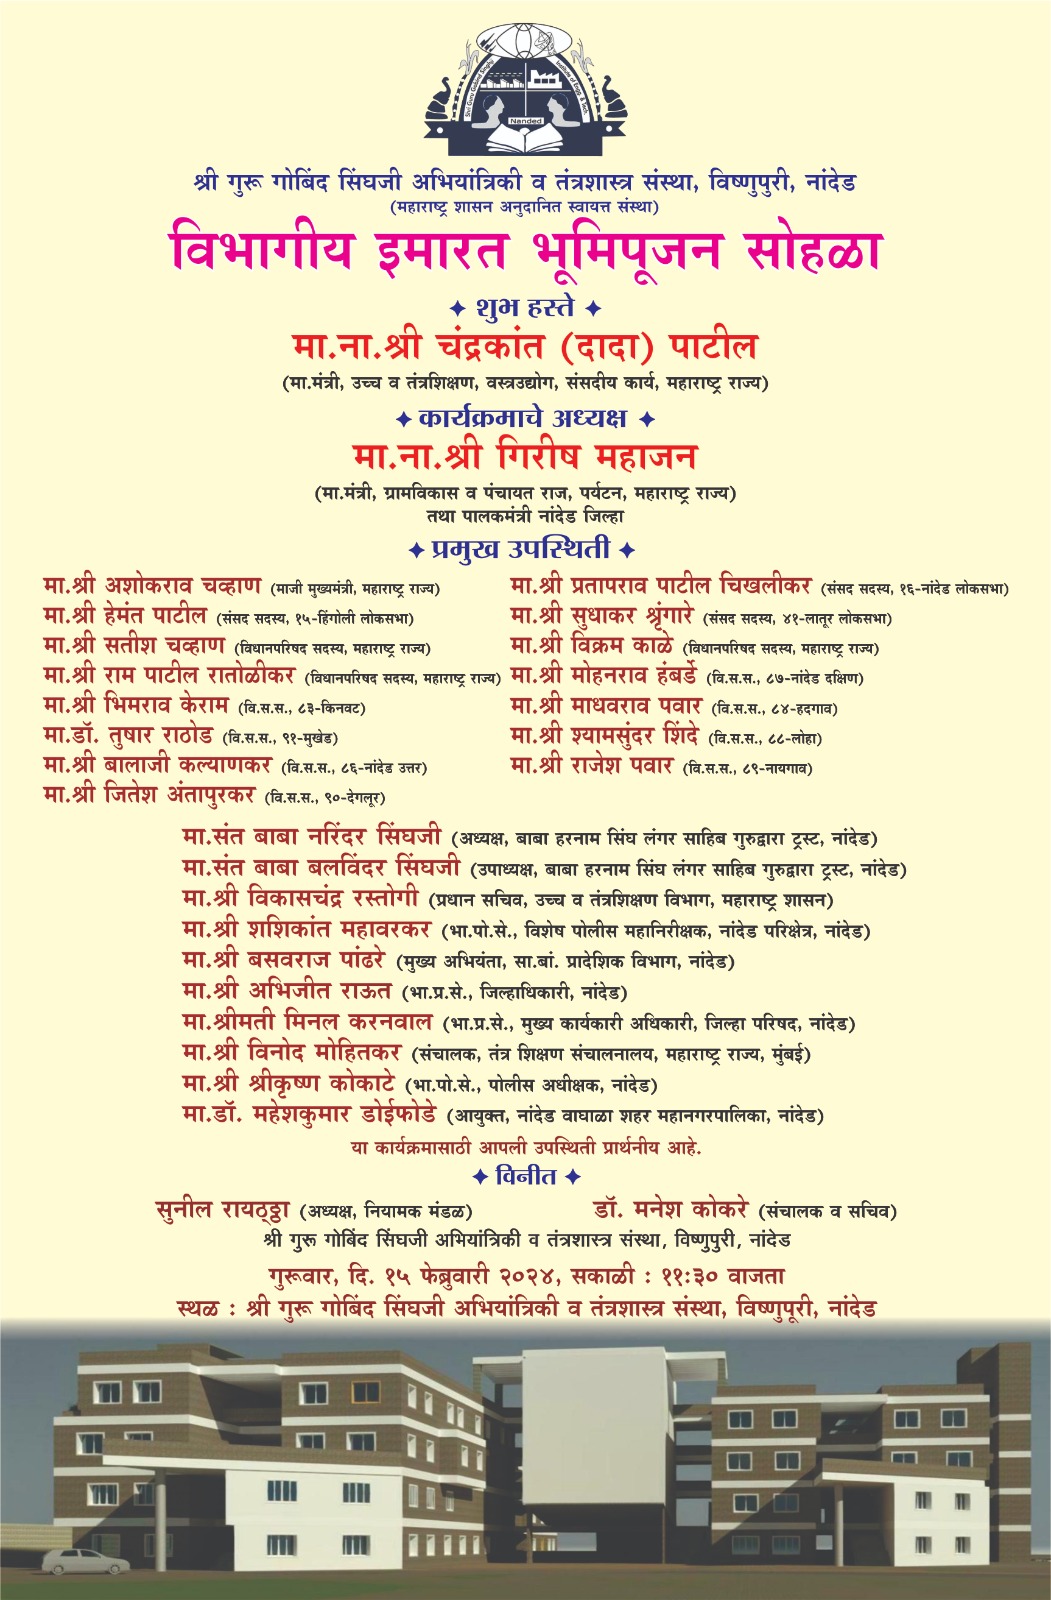 Shri Guru Gobind Singhji Institute of Engg. & Tech.
Nanded
श्री गुरू गोबिंद सिंघजी अभियांत्रिकी व तंत्रशास्त्र संस्था, विष्णुपुरी, नांदेड
(महाराष्ट्र शासन अनुदानित स्वायत्त संस्था)
विभागीय इमारत भूमिपूजन सोहळा
शुभ हस्ते
मा.ना.श्री चंद्रकांत (दादा) पाटील
(मा.मंत्री, उच्च व तंत्रशिक्षण, वस्त्रउद्योग, संसदीय कार्य, महाराष्ट्र राज्य)
कार्यक्रमाचे अध्यक्ष
मा.ना.श्री गिरीष महाजन
(मा.मंत्री, ग्रामविकास व पंचायत राज, पर्यटन, महाराष्ट्र राज्य)
तथा पालकमंत्री नांदेड जिल्हा
प्रमुख उपस्थिती
मा.श्री अशोकराव चव्हाण (माजी मुख्यमंत्री, महाराष्ट्र राज्य)
मा.श्री प्रतापराव पाटील चिखलीकर (संसद सदस्य, १६-नांदेड लोकसभा)
मा.श्री हेमंत पाटील (संसद सदस्य, १५-हिंगोली लोकसभा)
मा.श्री सुधाकर श्रृंगारे (संसद सदस्य, ४१-लातूर लोकसभा)
मा.श्री सतीश चव्हाण (विधानपरिषद सदस्य, महाराष्ट्र राज्य)
मा.श्री विक्रम काळे (विधानपरिषद सदस्य, महाराष्ट्र राज्य)
मा.श्री राम पाटील रातोळीकर (विधानपरिषद सदस्य, महाराष्ट्र राज्य)
मा.श्री मोहनराव हंबर्डे (वि.स.स., ८७-नांदेड दक्षिण)
मा.श्री भिमराव केराम (वि.स.स., ८३-किनवट)
मा.श्री माधवराव पवार (वि.स.स., ८४-हदगाव)
मा.डॉ. तुषार राठोड (वि.स.स., ९१-मुखेड)
मा.श्री श्यामसुंदर शिंदे (वि.स.स., ८८-लोहा)
मा.श्री बालाजी कल्याणकर (वि.स.स., ८६-नांदेड उत्तर)
मा.श्री राजेश पवार (वि.स.स., ८९-नायगाव)
मा.श्री जितेश अंतापुरकर (वि.स.स., ९०-देगलूर)
मा.संत बाबा नरिंदर सिंघजी (अध्यक्ष, बाबा हरनाम सिंघ लंगर साहिब गुरुद्वारा ट्रस्ट, नांदेड)
मा.संत बाबा बलविंदर सिंघजी (उपाध्यक्ष, बाबा हरनाम सिंघ लंगर साहिब गुरुद्वारा ट्रस्ट, नांदेड)
मा.श्री विकासचंद्र रस्तोगी (प्रधान सचिव, उच्च व तंत्रशिक्षण विभाग, महाराष्ट्र शासन)
मा.श्री शशिकांत महावरकर (भा.पो.से., विशेष पोलीस महानिरीक्षक, नांदेड परिक्षेत्र, नांदेड)
मा.श्री बसवराज पांढरे (मुख्य अभियंता, सा.बां. प्रादेशिक विभाग, नांदेड)
मा.श्री अभिजीत राऊत (भा.प्र.से., जिल्हाधिकारी, नांदेड)
मा.श्रीमती मिनल करनवाल (भा.प्र.से., मुख्य कार्यकारी अधिकारी, जिल्हा परिषद, नांदेड)
मा.श्री विनोद मोहितकर (संचालक, तंत्र शिक्षण संचालनालय, महाराष्ट्र राज्य, मुंबई)
मा.श्री श्रीकृष्ण कोकाटे (भा.पो.से., पोलीस अधीक्षक, नांदेड)
मा.डॉ. महेशकुमार डोईफोडे (आयुक्त, नांदेड वाघाळा शहर महानगरपालिका, नांदेड)
या कार्यक्रमासाठी आपली उपस्थिती प्रार्थनीय आहे.
विनीत
सुनील रायठठ्ठा (अध्यक्ष, नियामक मंडळ)
डॉ. मनेश कोकरे (संचालक व सचिव)
श्री गुरू गोबिंद सिंघजी अभियांत्रिकी व तंत्रशास्त्र संस्था, विष्णुपुरी, नांदेड
गुरूवार, दि. १५ फेब्रुवारी २०२४, सकाळी : ११:३० वाजता
स्थळ : श्री गुरू गोबिंद सिंघजी अभियांत्रिकी व तंत्रशास्त्र संस्था, विष्णुपूरी, नांदेड